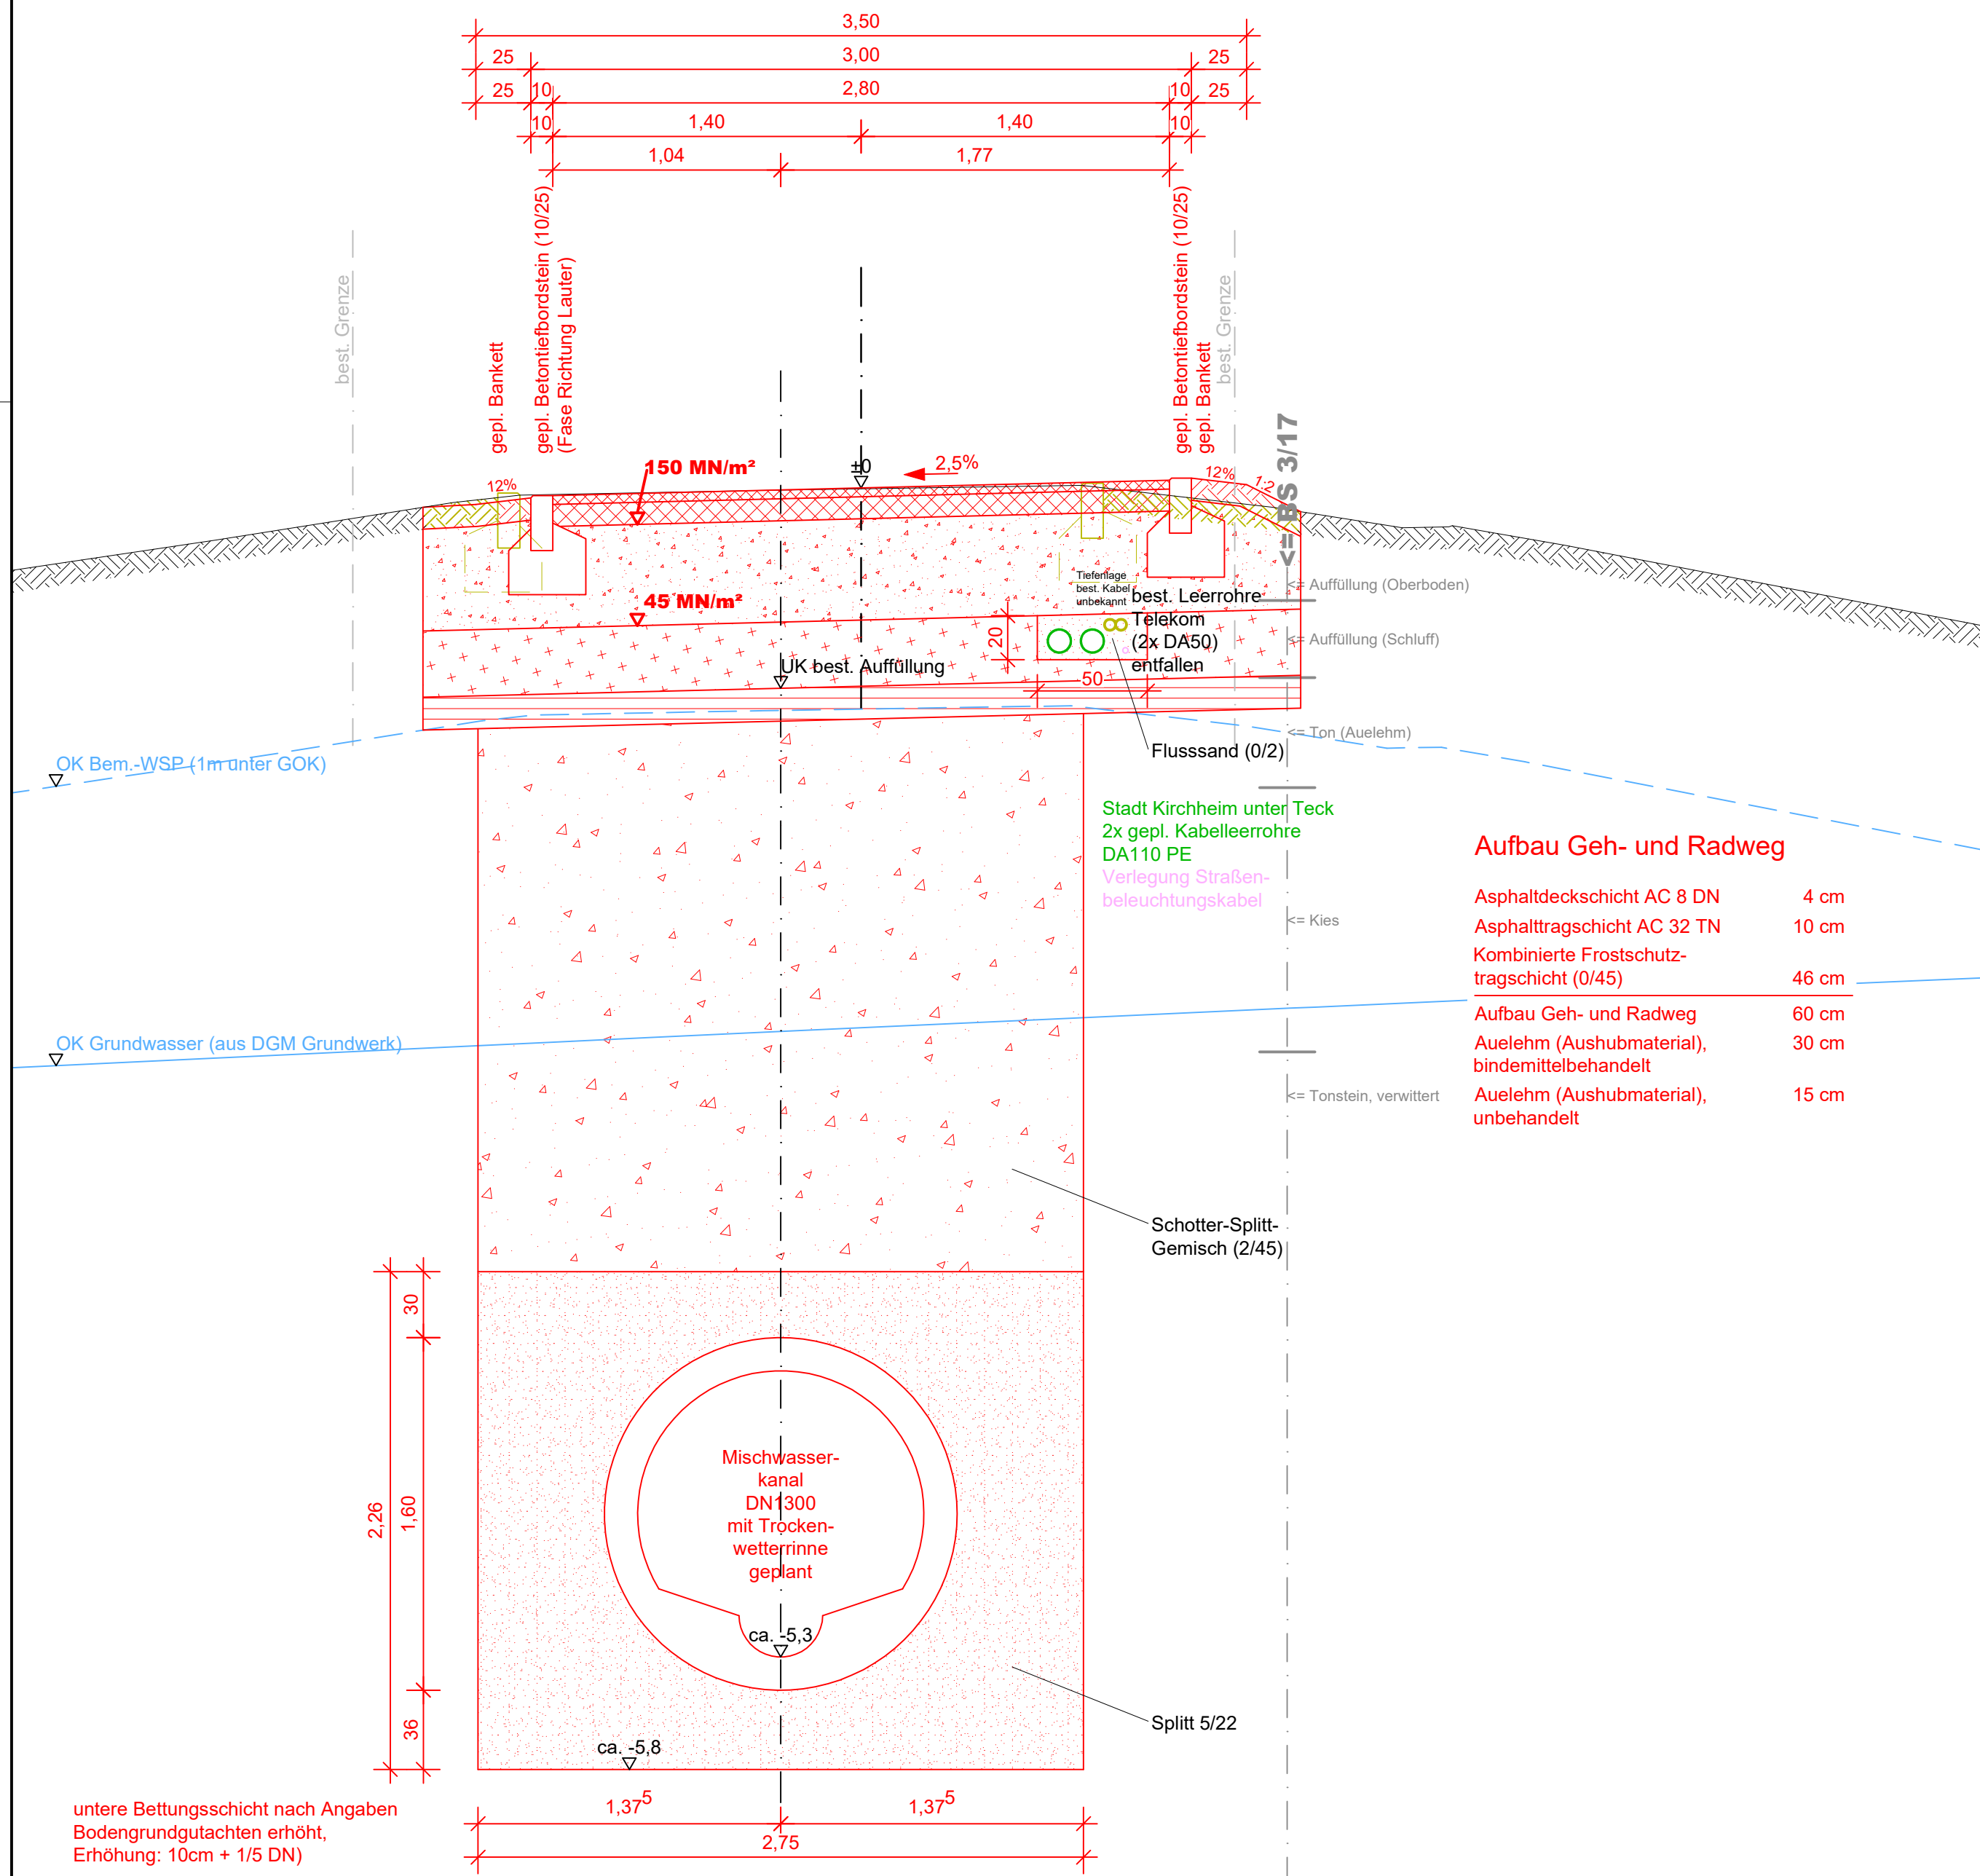 3,50
25
3,00
25
25
10
2,80
10
25
10
1,40
1,40
10
1,04
1,77
best. Grenze
gepl. Bankett
gepl. Betontiefbordstein (10/25)
(Fase Richtung Lauter)
gepl. Betontiefbordstein (10/25)
gepl. Bankett
best. Grenze
<= BS 3/17
150 MN/m²
±0
2,5%
12%
12%
1:2
45 MN/m²
Tiefenlage
best. Kabel
unbekannt
best. Leerrohre
Telekom
(2x DA50)
entfallen
<= Auffüllung (Oberboden)
<= Auffüllung (Schluff)
20
UK best. Auffüllung
50
<= Ton (Auelehm)
Flusssand (0/2)
OK Bem.-WSP (1m unter GOK)
Stadt Kirchheim unter Teck
2x gepl. Kabelleerrohre
DA110 PE
Verlegung Straßen-
beleuchtungskabel
<= Kies
Aufbau Geh- und Radweg
Asphaltdeckschicht AC 8 DN 4 cm
Asphalttragschicht AC 32 TN 10 cm
Kombinierte Frostschutz-
tragschicht (0/45) 46 cm
Aufbau Geh- und Radweg 60 cm
Auelehm (Aushubmaterial), 30 cm
bindemittelbehandelt
Auelehm (Aushubmaterial), 15 cm
unbehandelt
OK Grundwasser (aus DGM Grundwerk)
<= Tonstein, verwittert
Schotter-Splitt-
Gemisch (2/45)
30
2,26
1,60
36
Mischwasser-
kanal
DN1300
mit Trocken-
wetterrinne
geplant
ca. -5,3
Splitt 5/22
ca. -5,8
1,37⁵
1,37⁵
2,75
untere Bettungsschicht nach Angaben
Bodengrundgutachten erhöht,
Erhöhung: 10cm + 1/5 DN)